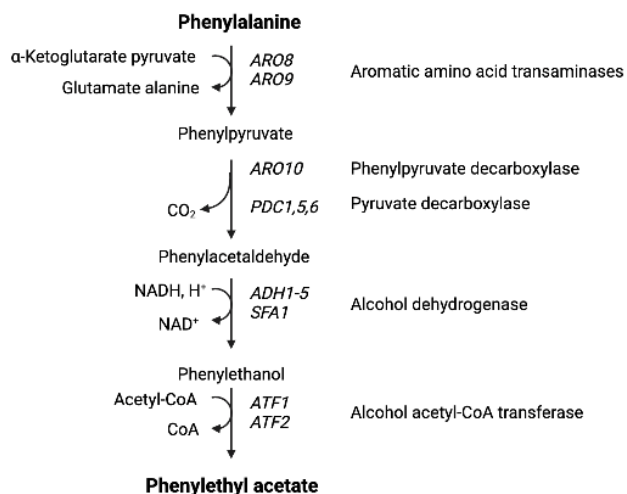 Phenylalanine
α-Ketoglutarate pyruvate
ARO8
Glutamate alanine
ARO9
Aromatic amino acid transaminases
Phenylpyruvate
ARO10
Phenylpyruvate decarboxylase
CO₂
PDC1,5,6
Pyruvate decarboxylase
Phenylacetaldehyde
NADH, H⁺
ADH1-5
NAD⁺
SFA1
Alcohol dehydrogenase
Phenylethanol
Acetyl-CoA
ATF1
CoA
ATF2
Alcohol acetyl-CoA transferase
Phenylethyl acetate